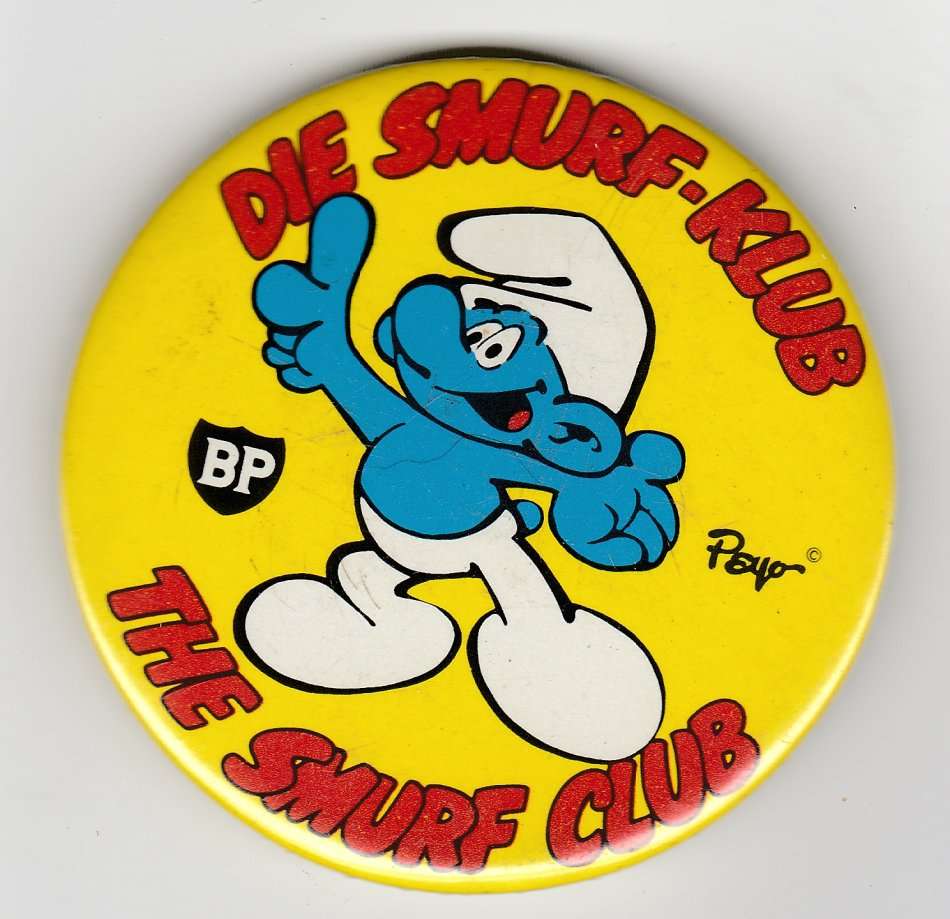 DIE SMURF-KLUB
BP
Peyo ©
THE SMURF CLUB